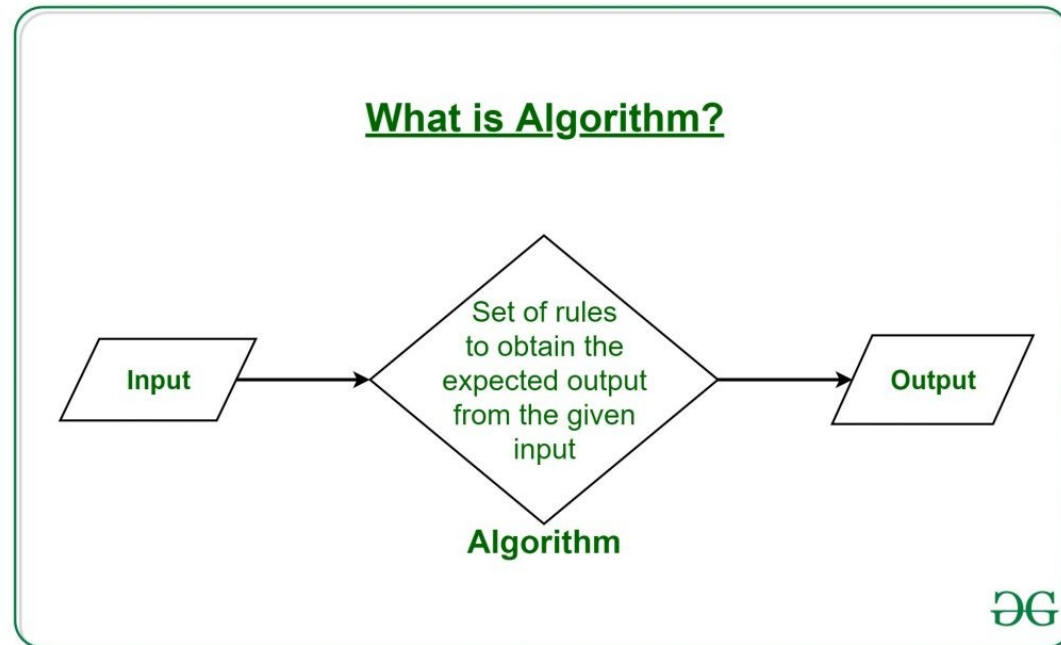 What is Algorithm?
Input
Set of rules
to obtain the
expected output
from the given
input
Output
Algorithm